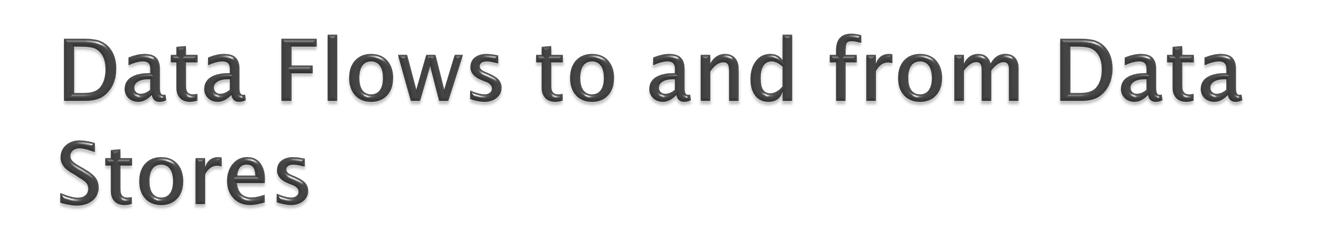 Data Flows to and from Data
Stores